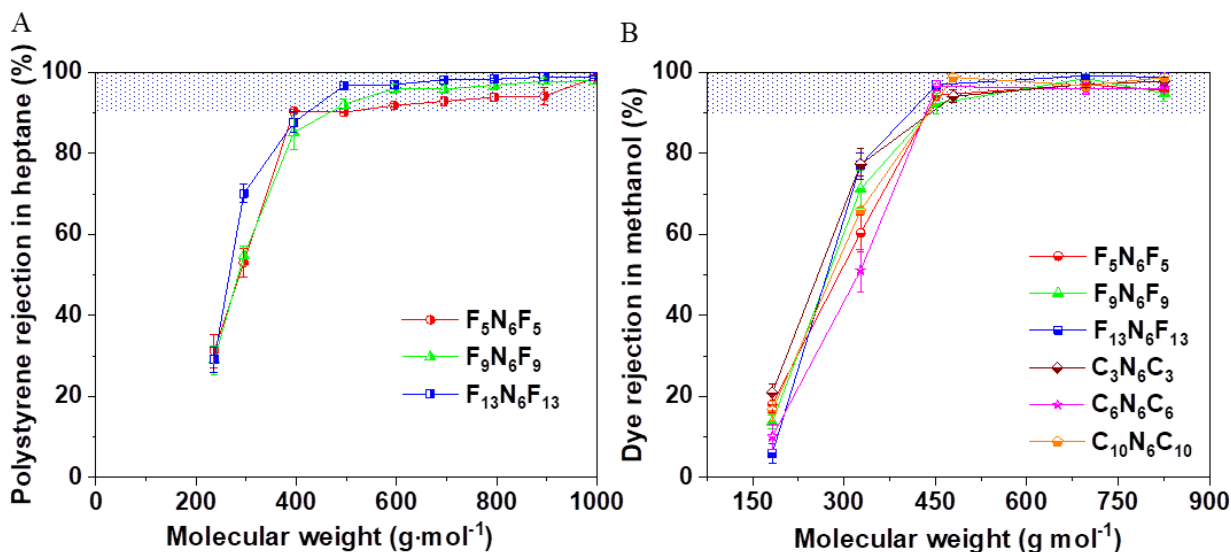 A
Polystyrene rejection in heptane (%)
100
80
60
40
20
0
0 200 400 600 800 1000
Molecular weight (g·mol⁻¹)
F₅N₆F₅
F₉N₆F₉
F₁₃N₆F₁₃
B
Dye rejection in methanol (%)
100
80
60
40
20
0
150 300 450 600 750 900
Molecular weight (g mol⁻¹)
F₅N₆F₅
F₉N₆F₉
F₁₃N₆F₁₃
C₃N₆C₃
C₆N₆C₆
C₁₀N₆C₁₀